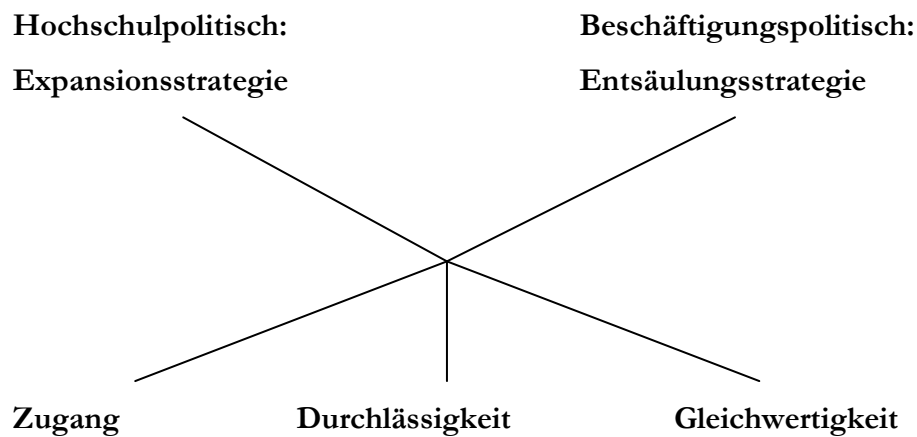 Hochschulpolitisch: Beschäftigungspolitisch:
Expansionsstrategie Entsäulungsstrategie
Zugang Durchlässigkeit Gleichwertigkeit